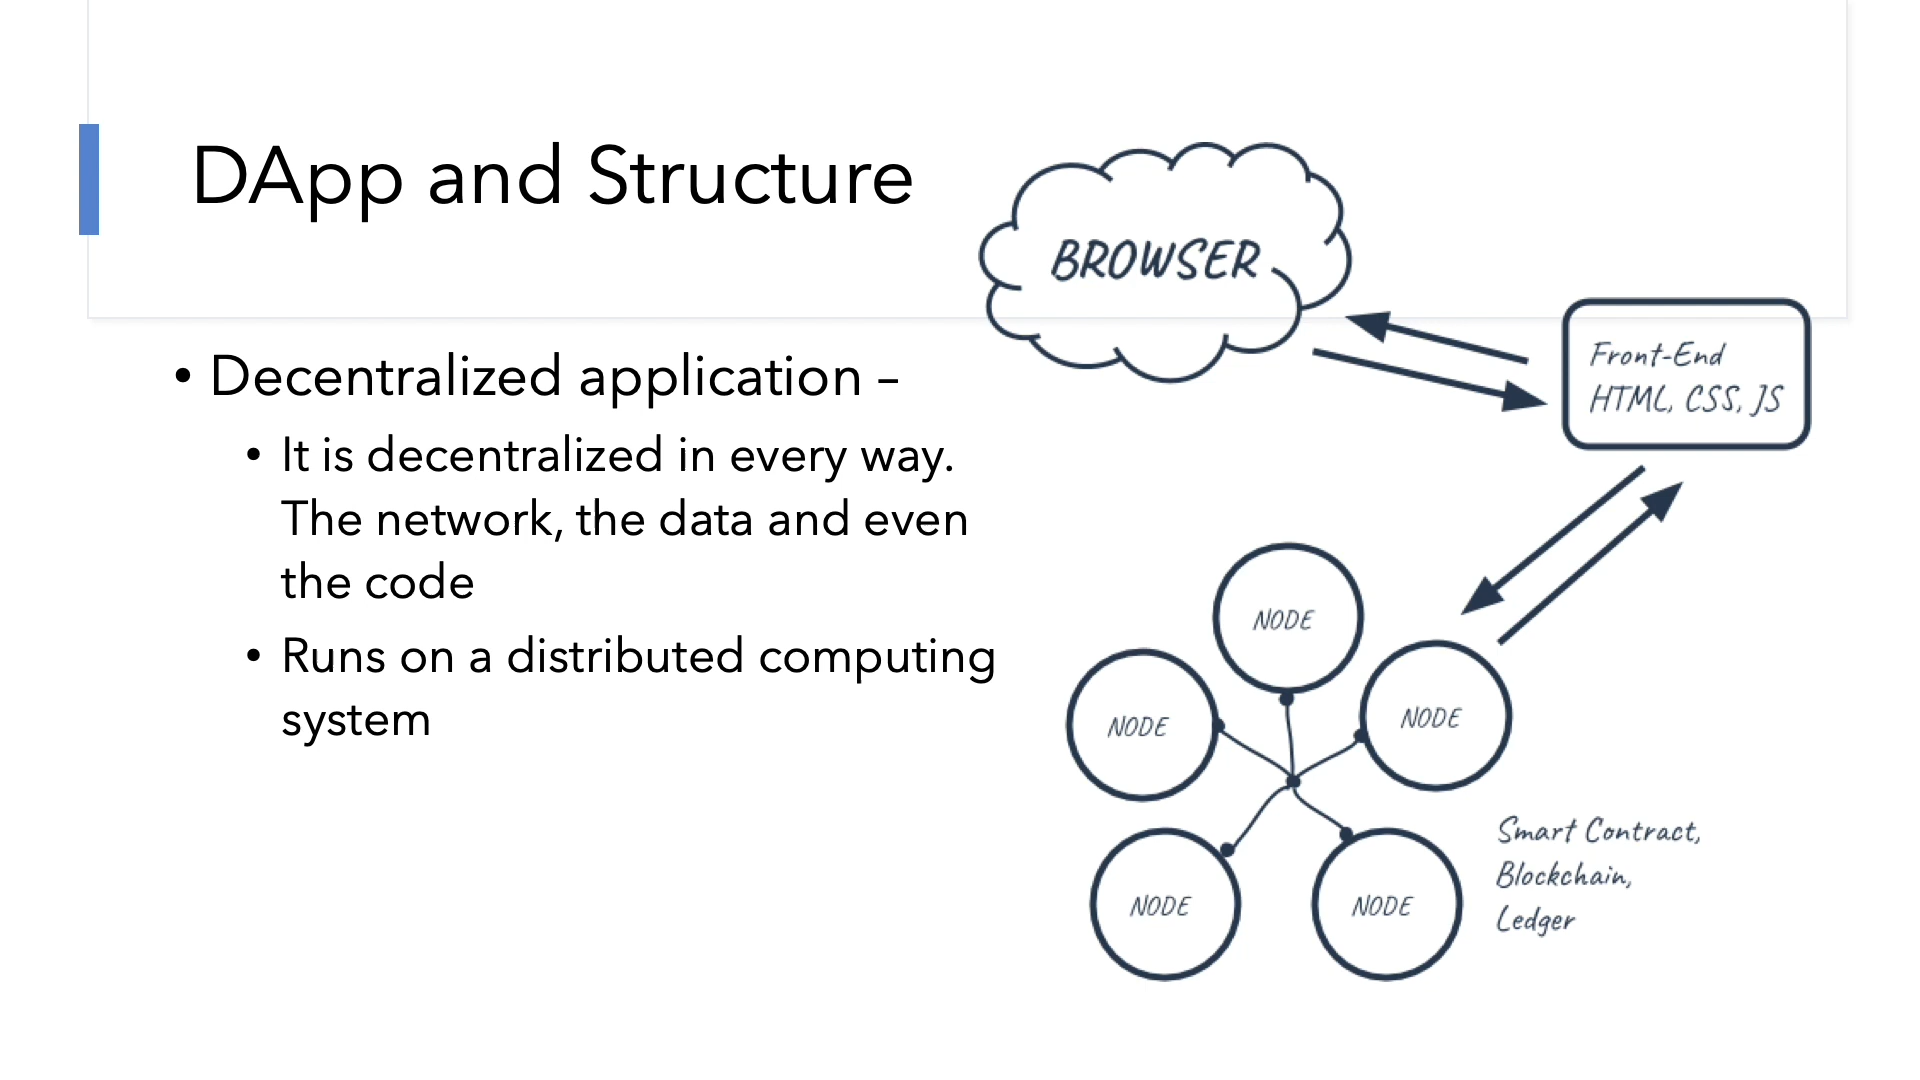 DApp and Structure
• Decentralized application –
• It is decentralized in every way.
The network, the data and even
the code
• Runs on a distributed computing
system
BROWSER
Front-End
HTML, CSS, JS
NODE
NODE
NODE
NODE
NODE
Smart Contract,
Blockchain,
Ledger